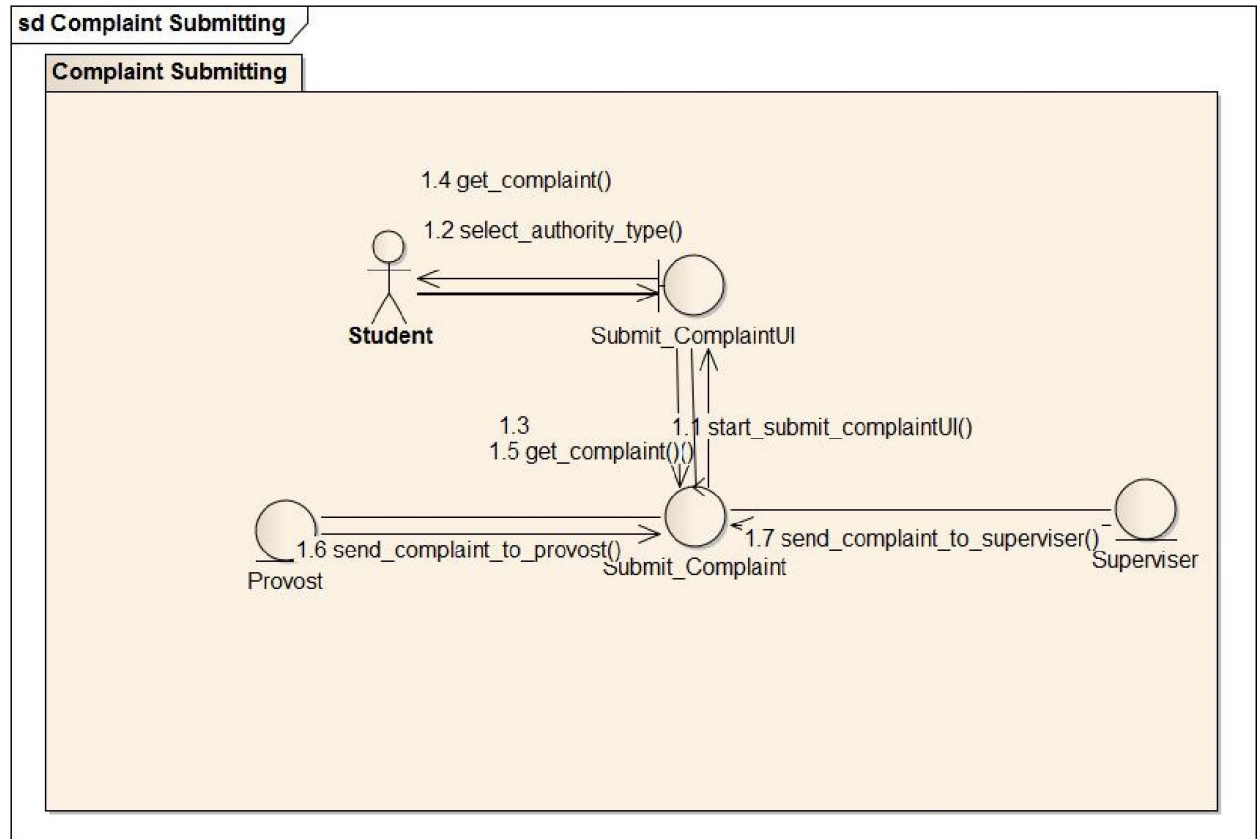 sd Complaint Submitting
Complaint Submitting
1.4 get_complaint()
1.2 select_authority_type()
Student
Submit_ComplaintUI
1.3
1.1 start_submit_complaintUI()
1.5 get_complaint()()
1.6 send_complaint_to_provost()
1.7 send_complaint_to_superviser()
Provost
Submit_Complaint
Superviser